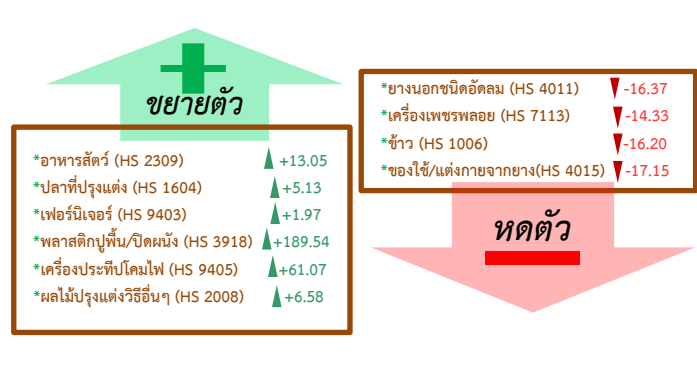 ขยายตัว
*อาหารสัตว์ (HS 2309) +13.05
*ปลาที่ปรุงแต่ง (HS 1604) +5.13
*เฟอร์นิเจอร์ (HS 9403) +1.97
*พลาสติกปูพื้น/ปิดผนัง (HS 3918) +189.54
*เครื่องประทีปโคมไฟ (HS 9405) +61.07
*ผลไม้ปรุงแต่งวิธีอื่นๆ (HS 2008) +6.58
*ยางนอกชนิดอัดลม (HS 4011) -16.37
*เครื่องเพชรพลอย (HS 7113) -14.33
*ข้าว (HS 1006) -16.20
*ของใช้/แต่งกายจากยาง(HS 4015) -17.15
หดตัว